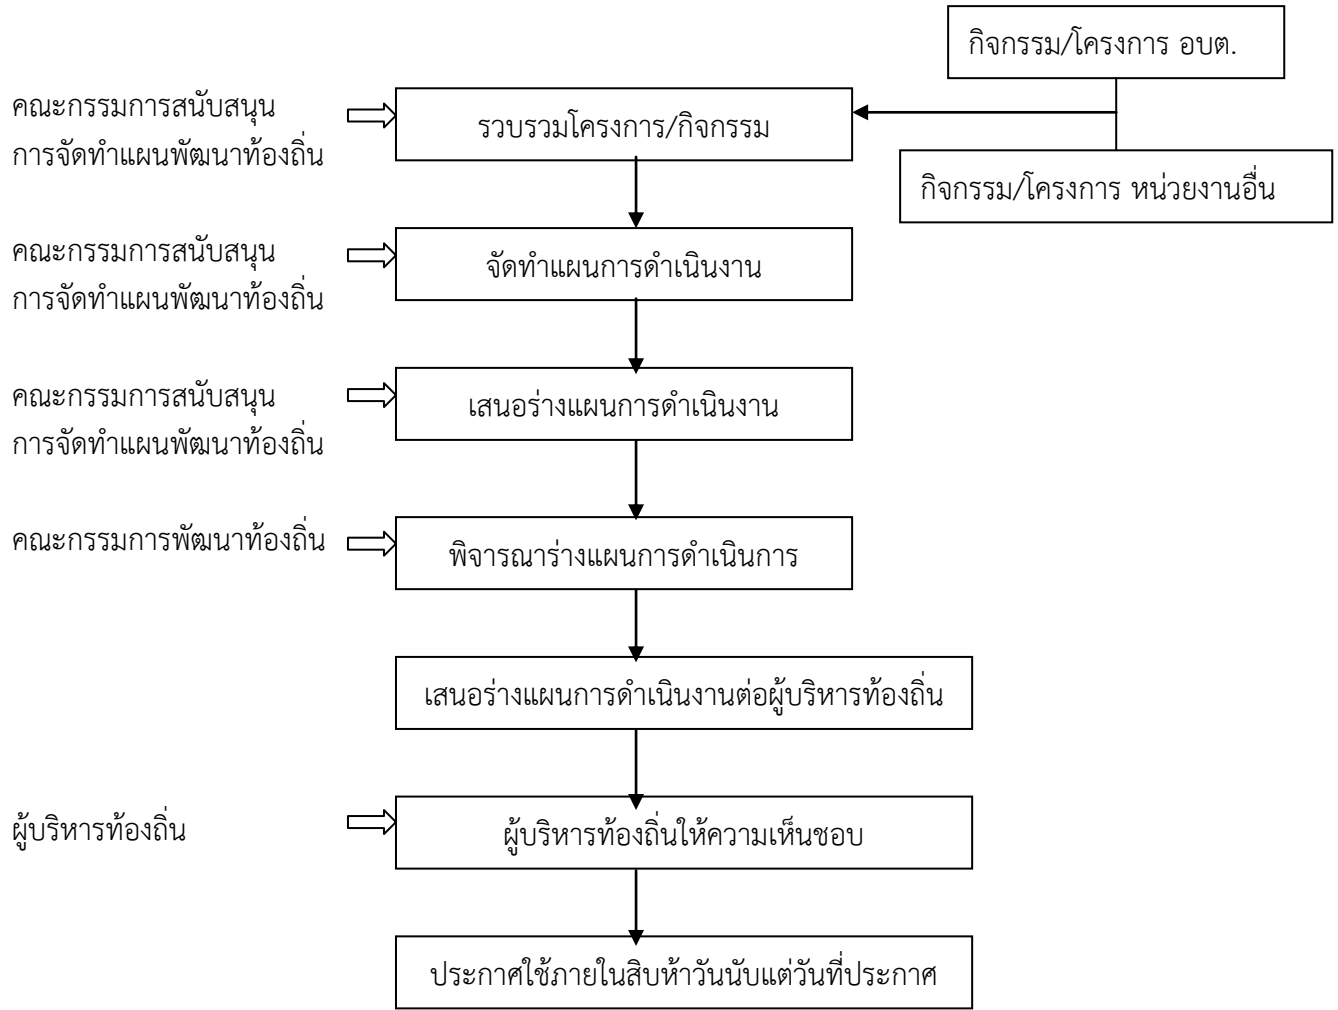 กิจกรรม/โครงการ อบต.
คณะกรรมการสนับสนุน
การจัดทำแผนพัฒนาท้องถิ่น
รวบรวมโครงการ/กิจกรรม
กิจกรรม/โครงการ หน่วยงานอื่น
คณะกรรมการสนับสนุน
การจัดทำแผนพัฒนาท้องถิ่น
จัดทำแผนการดำเนินงาน
คณะกรรมการสนับสนุน
การจัดทำแผนพัฒนาท้องถิ่น
เสนอร่างแผนการดำเนินงาน
คณะกรรมการพัฒนาท้องถิ่น
พิจารณาร่างแผนการดำเนินการ
เสนอร่างแผนการดำเนินงานต่อผู้บริหารท้องถิ่น
ผู้บริหารท้องถิ่น
ผู้บริหารท้องถิ่นให้ความเห็นชอบ
ประกาศใช้ภายในสิบห้าวันนับแต่วันที่ประกาศ